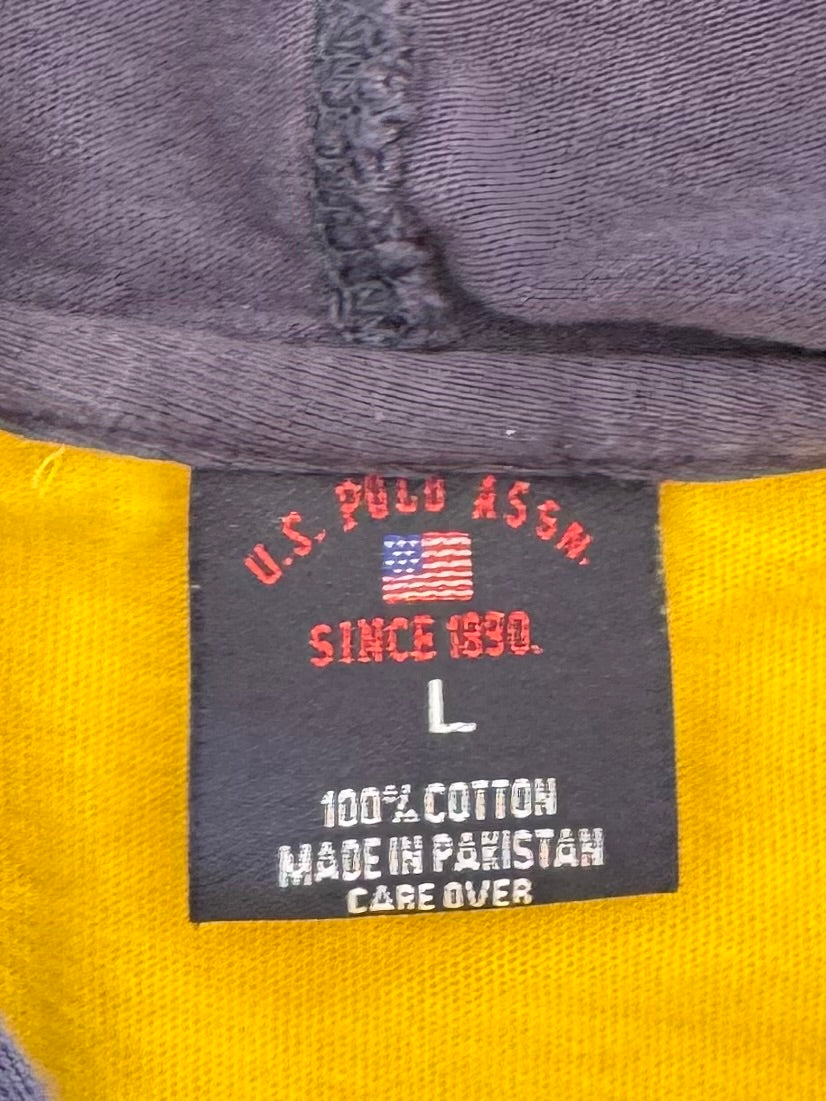 U.S. POLO ASSN.
SINCE 1890.
L
100% COTTON
MADE IN PAKISTAN
CARE OVER